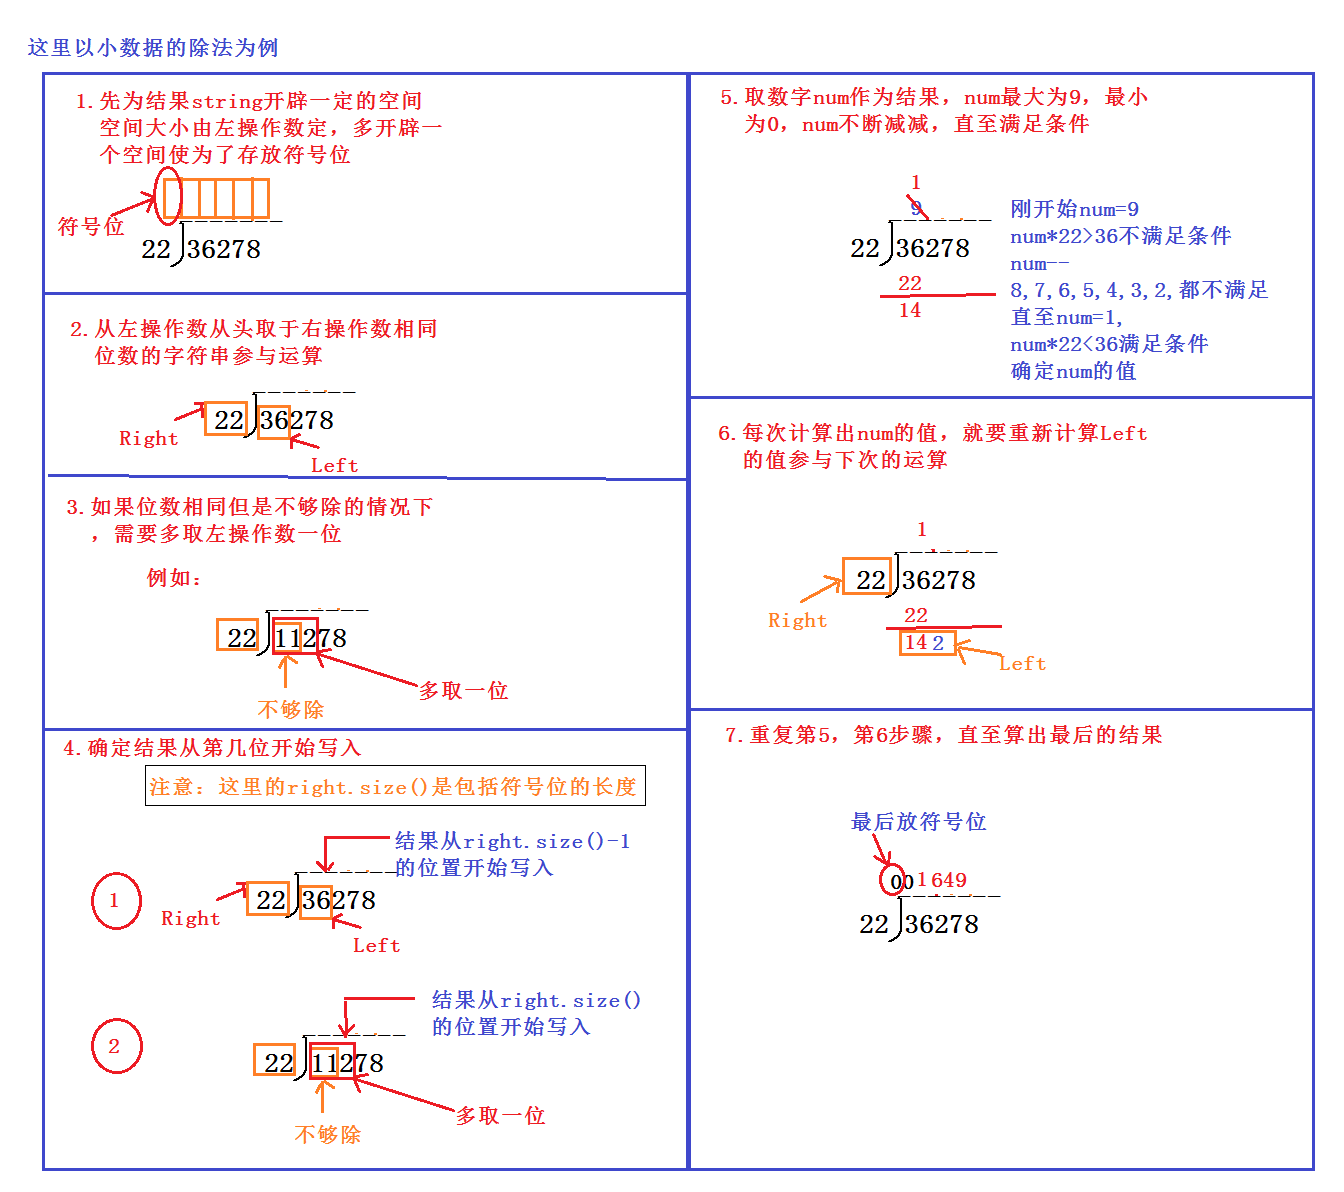 这里以小数据的除法为例
1.先为结果string开辟一定的空间
空间大小由左操作数定，多开辟一
个空间使为了存放符号位
符号位
22 36278
2.从左操作数从头取于右操作数相同
位数的字符串参与运算
22 36278
Right
Left
3.如果位数相同但是不够除的情况下
，需要多取左操作数一位
例如：
22 11278
多取一位
不够除
4.确定结果从第几位开始写入
注意：这里的right.size()是包括符号位的长度
结果从right.size()-1
的位置开始写入
1
22 36278
Right
Left
结果从right.size()
的位置开始写入
2
22 11278
多取一位
不够除
5.取数字num作为结果，num最大为9，最小
为0，num不断减减，直至满足条件
1
9
22 36278
22
14
刚开始num=9
num*22>36不满足条件
num--
8,7,6,5,4,3,2,都不满足
直至num=1,
num*22<36满足条件
确定num的值
6.每次计算出num的值，就要重新计算Left
的值参与下次的运算
1
22 36278
Right
22
142
Left
7.重复第5，第6步骤，直至算出最后的结果
最后放符号位
001649
22 36278